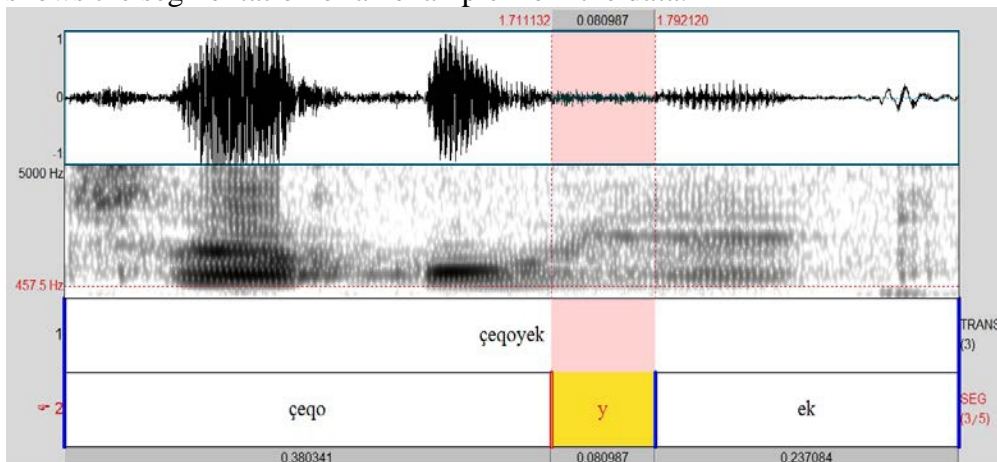 shows the segmentation of an example from the data.
1.711132 0.080987 1.792120
1
0
-1
5000 Hz
457.5 Hz
1 çeqoyek TRANS
(3)
2 çeqo y ek SEG
(3/5)
0.380341 0.080987 0.237084